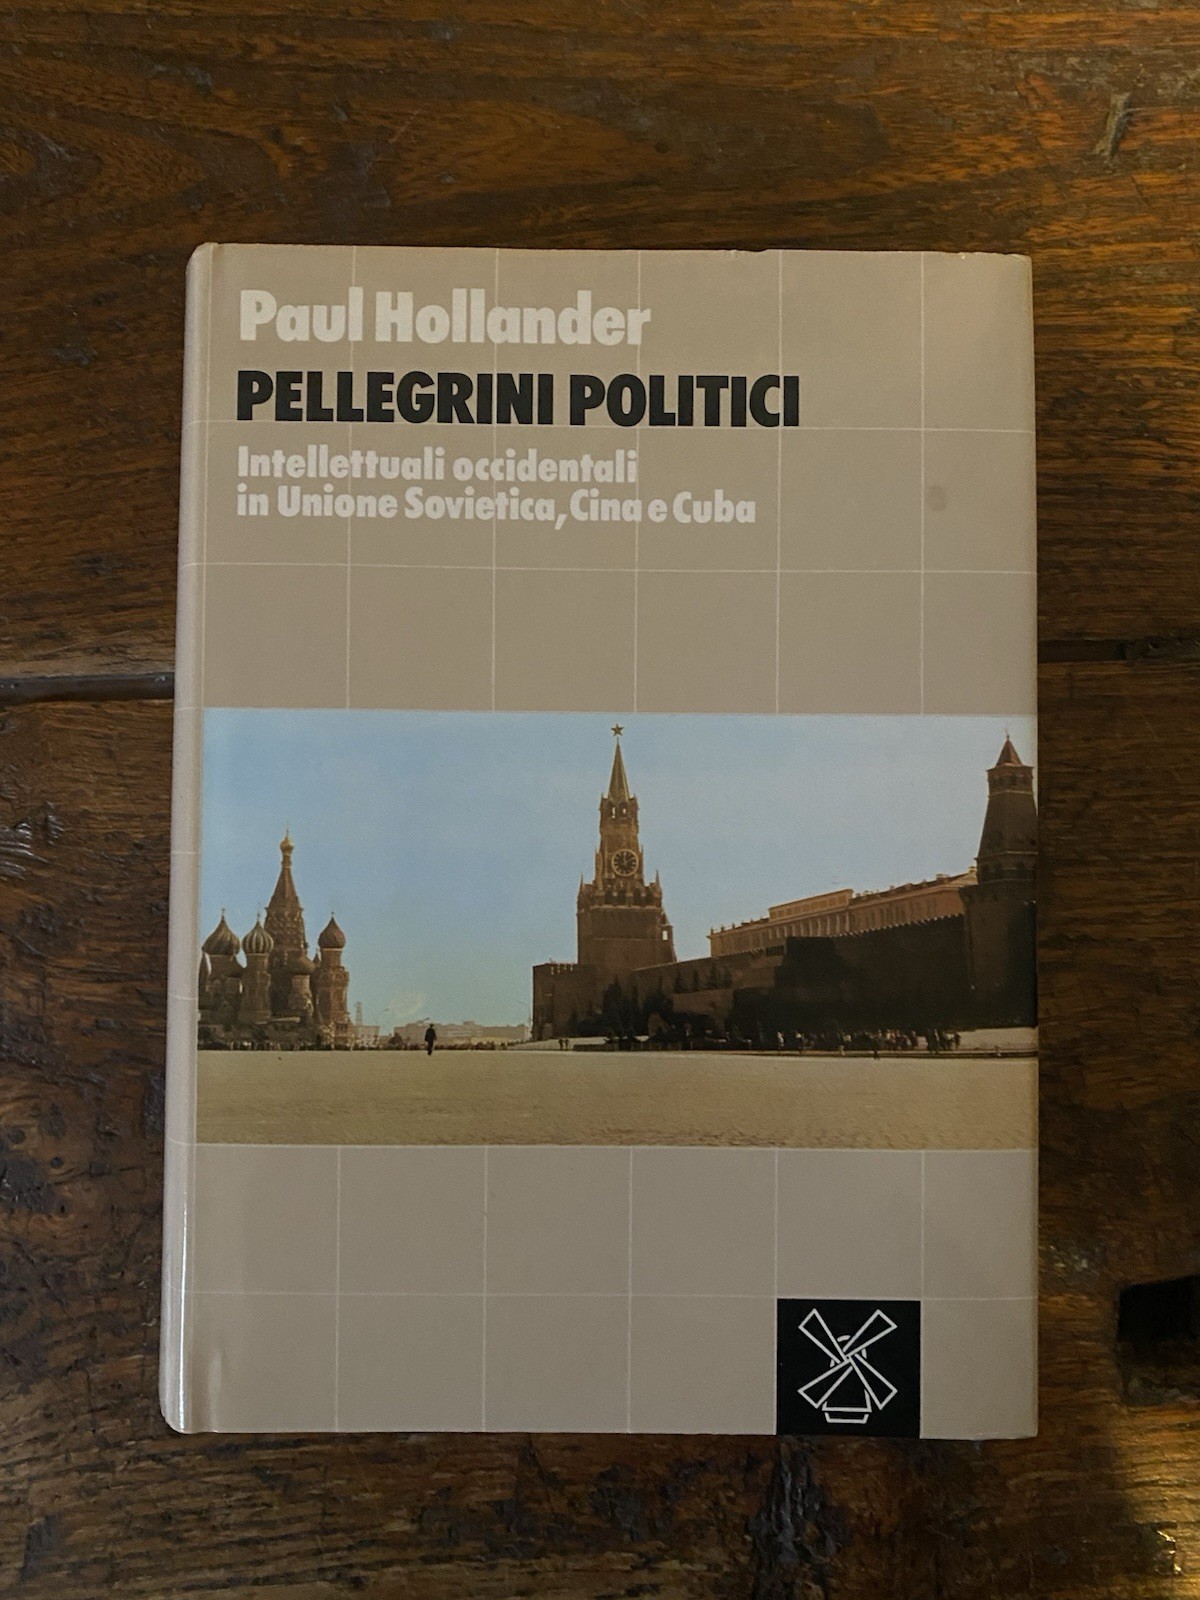 Paul Hollander
PELLEGRINI POLITICI
Intellettuali occidentali
in Unione Sovietica, Cina e Cuba